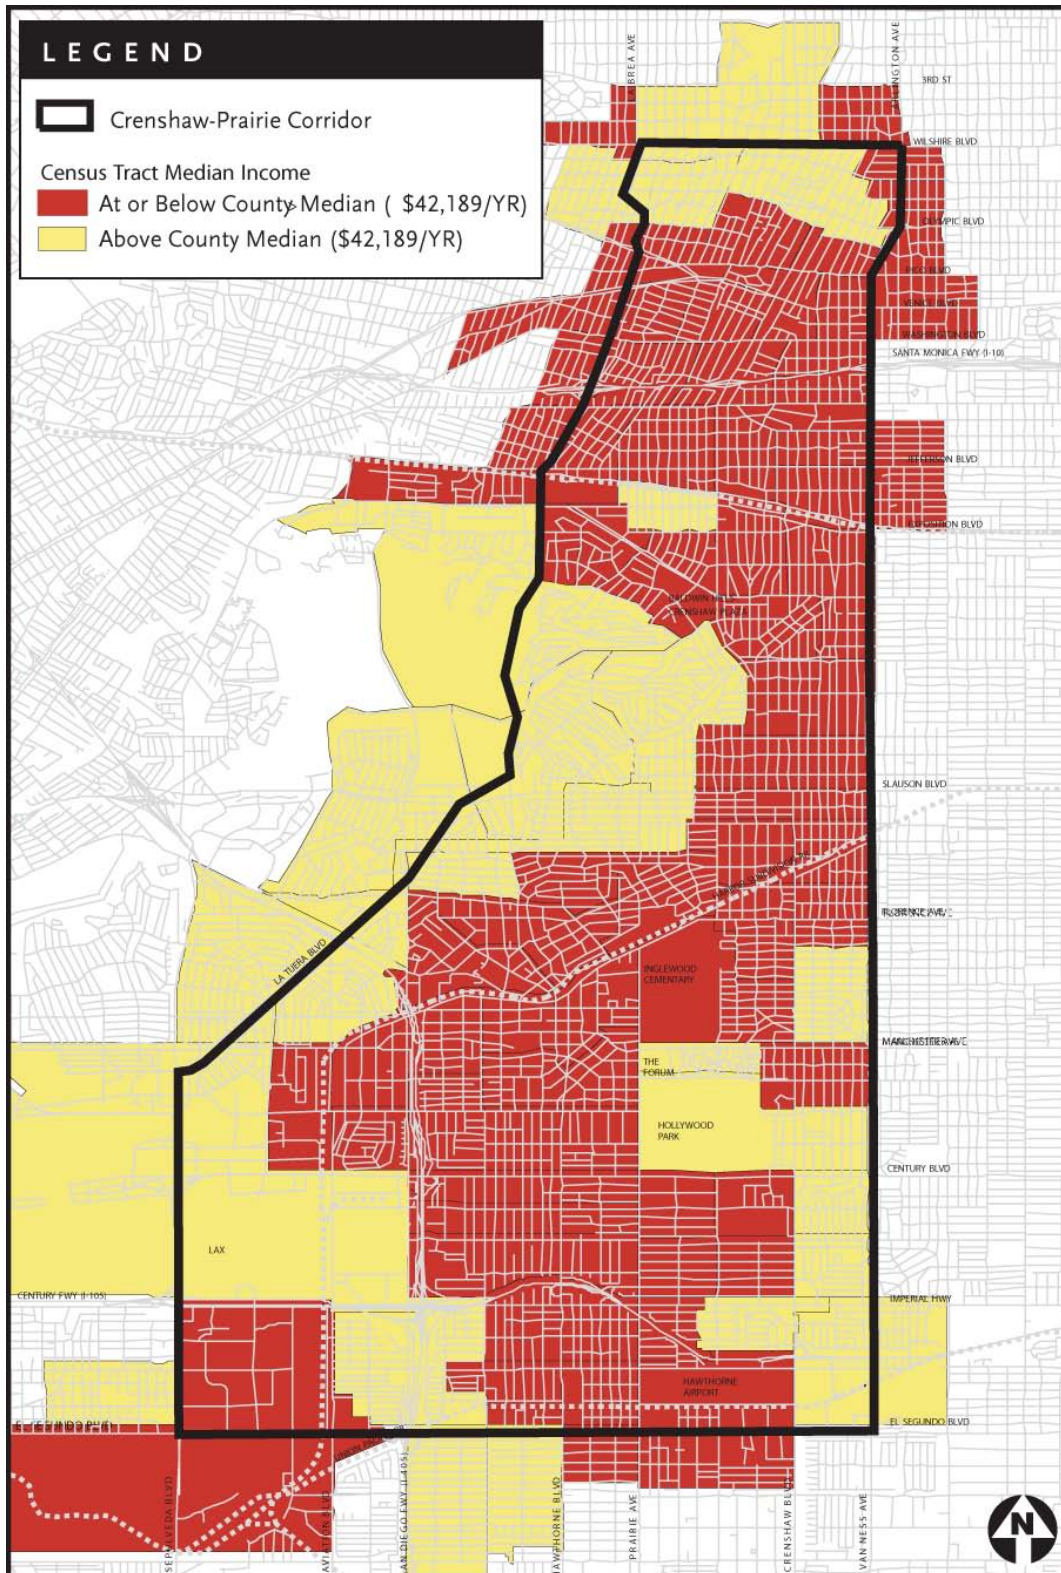 LEGEND
Crenshaw-Prairie Corridor
Census Tract Median Income
At or Below County Median ( $42,189/YR)
Above County Median ($42,189/YR)
BREA AVE
3RD ST
WILSHIRE BLVD
OLYMPIC BLVD
PICO BLVD
VENICE BLVD
WASHINGTON BLVD
SANTA MONICA FWY (I-10)
JEFFERSON BLVD
EXPOSITION BLVD
BALDWIN HILLS
CRENSHAW PLAZA
SLAUSON BLVD
FLORENCE AVE
LA TIJERA BLVD
INGLEWOOD
CEMENTARY
MANCHESTER AVE
THE
FORUM
HOLLYWOOD
PARK
CENTURY BLVD
LAX
CENTURY FWY (I-105)
IMPERIAL HWY
HAWTHORNE
AIRPORT
EL SEGUNDO BLVD
EL SEGUNDO BLVD
SEPULVEDA BLVD
AVIATION BLVD
SAN DIEGO FWY (I-405)
HAWTHORNE BLVD
PRAIRIE AVE
CRENSHAW BLVD
VAN NESS AVE
N